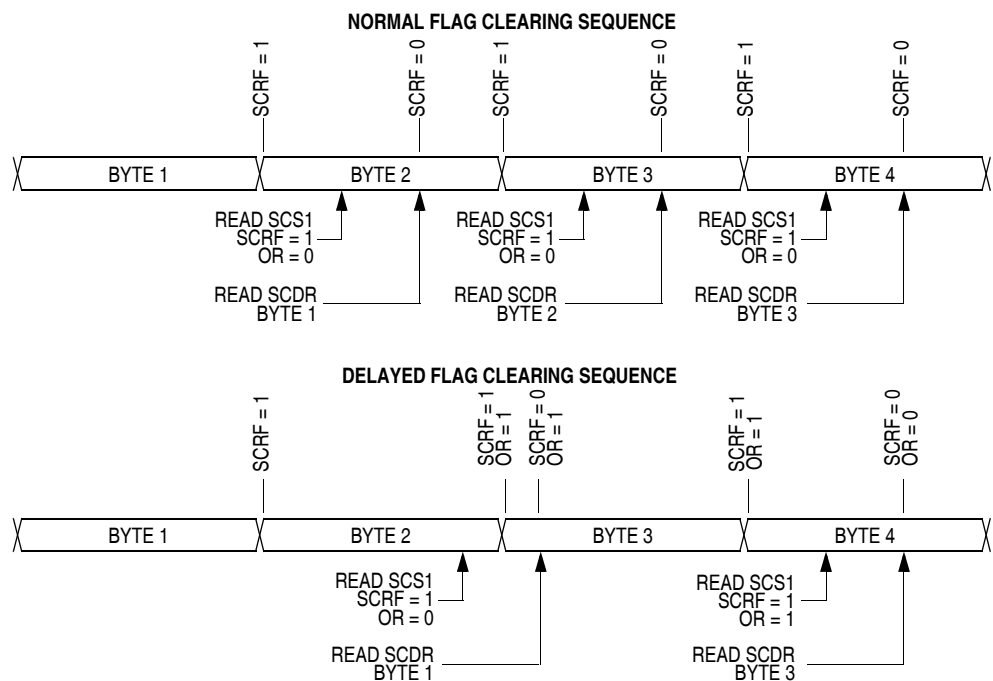 NORMAL FLAG CLEARING SEQUENCE
SCRF = 1
SCRF = 0
SCRF = 1
SCRF = 0
SCRF = 1
SCRF = 0
BYTE 1
BYTE 2
BYTE 3
BYTE 4
READ SCS1
SCRF = 1
OR = 0
READ SCS1
SCRF = 1
OR = 0
READ SCS1
SCRF = 1
OR = 0
READ SCDR
BYTE 1
READ SCDR
BYTE 2
READ SCDR
BYTE 3
DELAYED FLAG CLEARING SEQUENCE
SCRF = 1
SCRF = 1
OR = 1
SCRF = 0
OR = 1
SCRF = 1
OR = 1
SCRF = 0
OR = 0
BYTE 1
BYTE 2
BYTE 3
BYTE 4
READ SCS1
SCRF = 1
OR = 0
READ SCS1
SCRF = 1
OR = 1
READ SCDR
BYTE 1
READ SCDR
BYTE 3